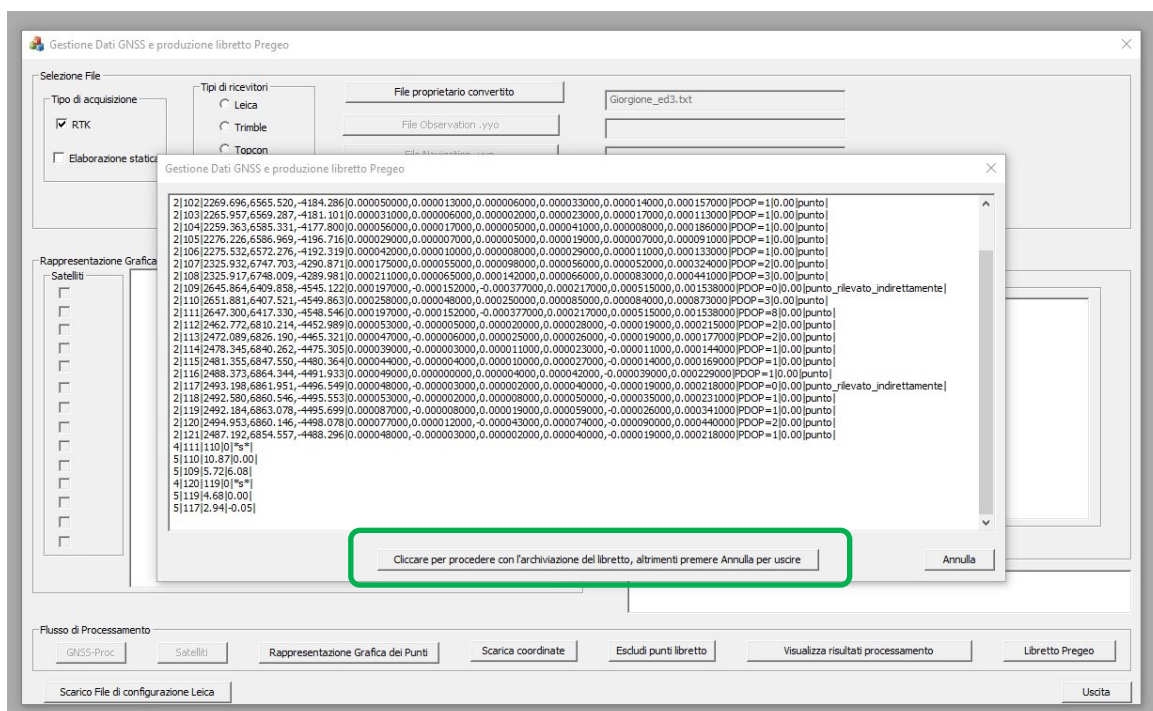 Gestione Dati GNSS e produzione libretto Pregeo
Selezione File
Tipo di acquisizione
RTK
Elaborazione statica
Tipi di ricevitori
Leica
Trimble
Topcon
File proprietario convertito
Giorgione_ed3.txt
File Observation .yyo
Gestione Dati GNSS e produzione libretto Pregeo
2|102|2269.696,6565.520,-4184.286|0.000050000,0.000013000,0.000006000,0.000033000,0.000014000,0.000157000|PDOP=1|0.00|punto|
2|103|2265.957,6569.287,-4181.101|0.000031000,0.000006000,0.000002000,0.000023000,0.000017000,0.000113000|PDOP=1|0.00|punto|
2|104|2259.363,6585.331,-4177.800|0.000056000,0.000017000,0.000005000,0.000041000,0.000008000,0.000186000|PDOP=1|0.00|punto|
2|105|2276.226,6586.969,-4196.716|0.000029000,0.000007000,0.000005000,0.000019000,0.000007000,0.000091000|PDOP=1|0.00|punto|
2|106|2275.532,6572.276,-4192.319|0.000042000,0.000010000,0.000008000,0.000029000,0.000011000,0.000133000|PDOP=1|0.00|punto|
2|107|2325.932,6747.703,-4290.871|0.000175000,0.000055000,0.000098000,0.000056000,0.000052000,0.000324000|PDOP=2|0.00|punto|
2|108|2325.917,6748.009,-4289.981|0.000211000,0.000065000,0.000142000,0.000066000,0.000083000,0.000441000|PDOP=3|0.00|punto|
2|109|2645.864,6409.858,-4545.122|0.000197000,-0.000152000,-0.000377000,0.000217000,0.000515000,0.001538000|PDOP=0|0.00|punto_rilevato_indirettamente|
2|110|2651.881,6407.521,-4549.863|0.000258000,0.000048000,0.000250000,0.000085000,0.000084000,0.000873000|PDOP=3|0.00|punto|
2|111|2647.300,6417.330,-4548.546|0.000197000,-0.000152000,-0.000377000,0.000217000,0.000515000,0.001538000|PDOP=8|0.00|punto|
2|112|2462.772,6810.214,-4452.989|0.000053000,-0.000005000,0.000020000,0.000028000,-0.000019000,0.000215000|PDOP=2|0.00|punto|
2|113|2472.089,6826.190,-4465.321|0.000047000,-0.000006000,0.000025000,0.000026000,-0.000019000,0.000177000|PDOP=2|0.00|punto|
2|114|2478.345,6840.262,-4475.305|0.000039000,-0.000003000,0.000011000,0.000023000,-0.000011000,0.000144000|PDOP=1|0.00|punto|
2|115|2481.355,6847.550,-4480.364|0.000044000,-0.000004000,0.000010000,0.000027000,-0.000014000,0.000169000|PDOP=1|0.00|punto|
2|116|2488.373,6864.344,-4491.933|0.000049000,0.000000000,0.000004000,0.000042000,-0.000039000,0.000229000|PDOP=1|0.00|punto|
2|117|2493.198,6861.951,-4496.549|0.000048000,-0.000003000,0.000002000,0.000040000,-0.000019000,0.000218000|PDOP=0|0.00|punto_rilevato_indirettamente|
2|118|2492.580,6860.546,-4495.553|0.000053000,-0.000002000,0.000008000,0.000050000,-0.000035000,0.000231000|PDOP=1|0.00|punto|
2|119|2492.184,6863.078,-4495.699|0.000087000,-0.000008000,0.000019000,0.000059000,-0.000026000,0.000341000|PDOP=1|0.00|punto|
2|120|2494.953,6860.146,-4498.078|0.000077000,0.000012000,-0.000043000,0.000074000,-0.000090000,0.000440000|PDOP=2|0.00|punto|
2|121|2487.192,6854.557,-4488.296|0.000048000,-0.000003000,0.000002000,0.000040000,-0.000019000,0.000218000|PDOP=1|0.00|punto|
4|111|110|0|*s*|
5|110|10.87|0.00|
5|109|5.72|6.08|
4|120|119|0|*s*|
5|119|4.68|0.00|
5|117|2.94|-0.05|
Cliccare per procedere con l'archiviazione del libretto, altrimenti premere Annulla per uscire
Annulla
Rappresentazione Grafica
Satelliti
Flusso di Processamento
GNSS-Proc
Satelliti
Rappresentazione Grafica dei Punti
Scarica coordinate
Escludi punti libretto
Visualizza risultati processamento
Libretto Pregeo
Scarico File di configurazione Leica
Uscita